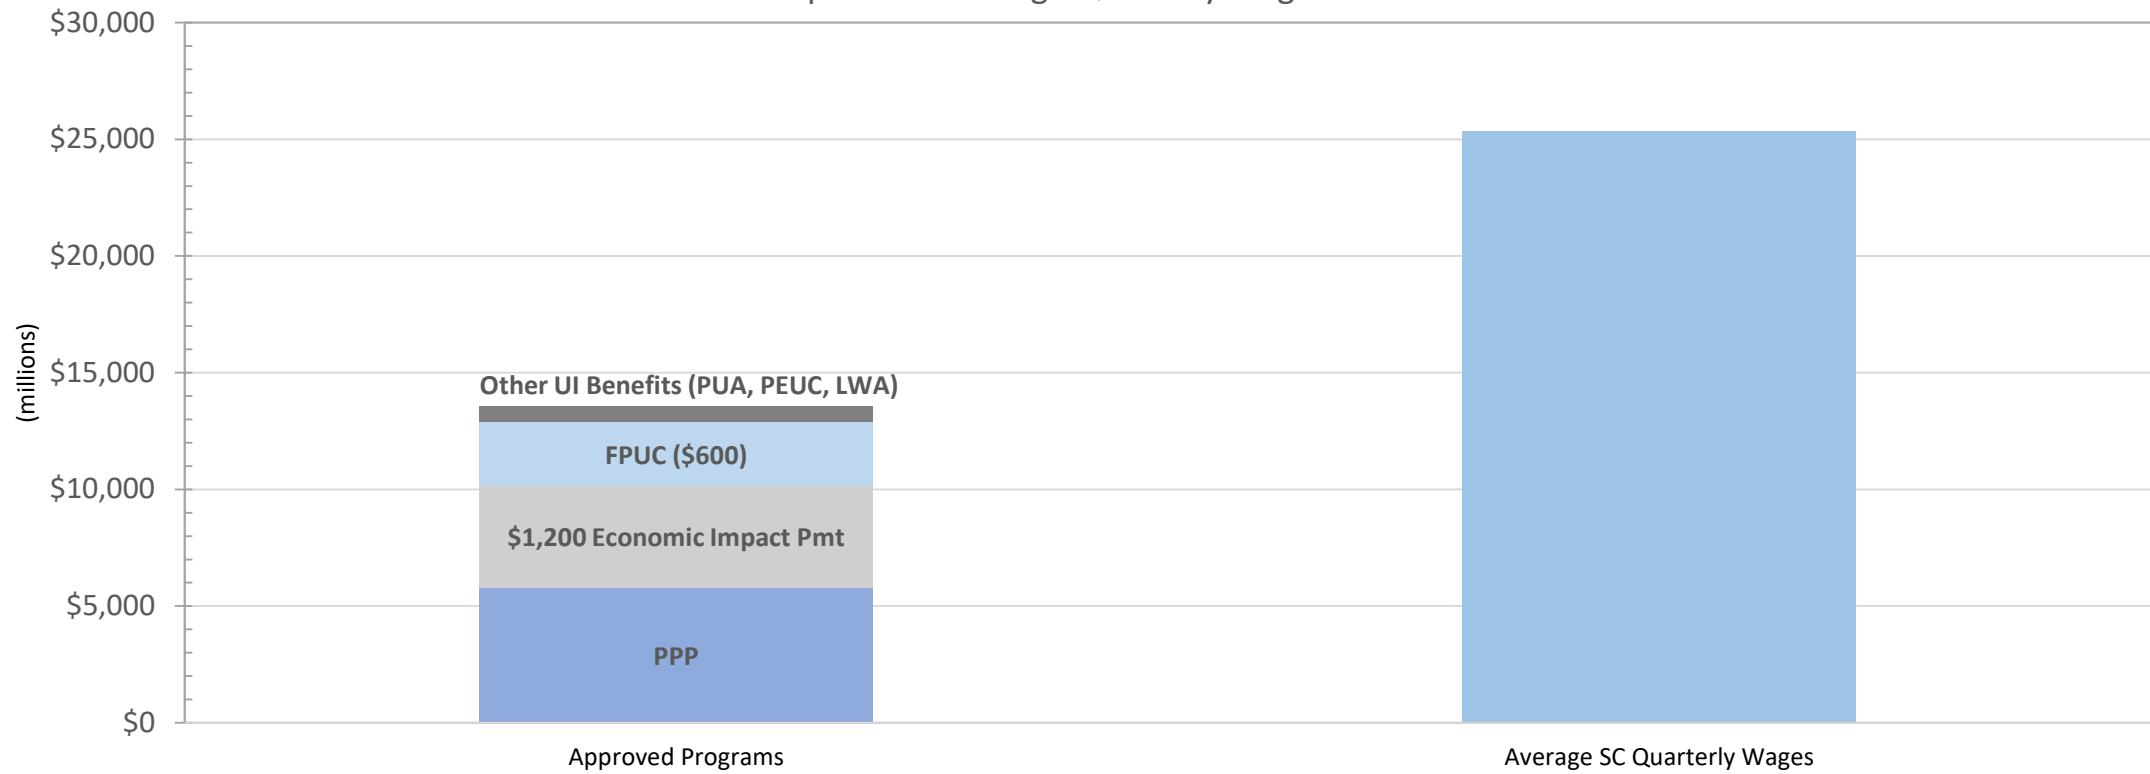 $30,000
$25,000
$20,000
$15,000
$10,000
$5,000
$0
(millions)
Other UI Benefits (PUA, PEUC, LWA)
FPUC ($600)
$1,200 Economic Impact Pmt
PPP
Approved Programs
Average SC Quarterly Wages